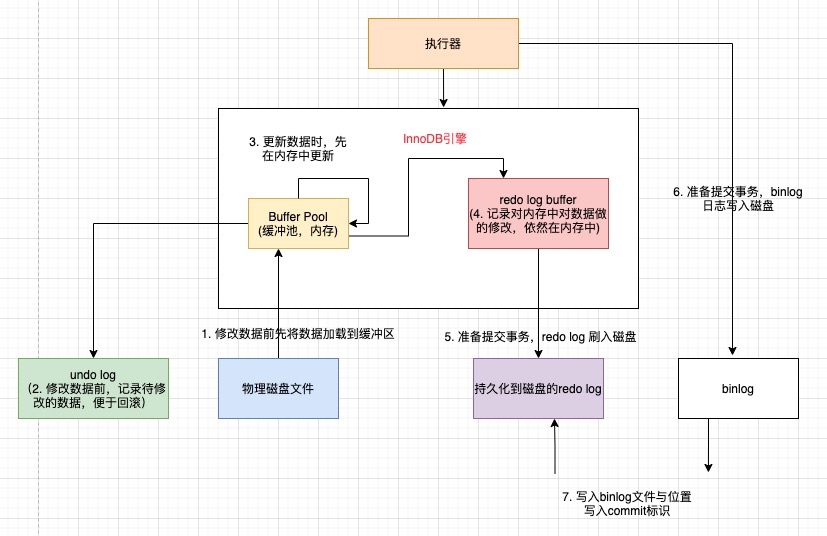 执行器
InnoDB引擎
3. 更新数据时，先
在内存中更新
Buffer Pool
(缓冲池，内存)
redo log buffer
(4. 记录对内存中对数据做
的修改，依然在内存中)
6. 准备提交事务，binlog
日志写入磁盘
1. 修改数据前先将数据加载到缓冲区
5. 准备提交事务，redo log 刷入磁盘
undo log
(2. 修改数据前，记录待修
改的数据，便于回滚)
物理磁盘文件
持久化到磁盘的redo log
binlog
7. 写入binlog文件与位置
写入commit标识